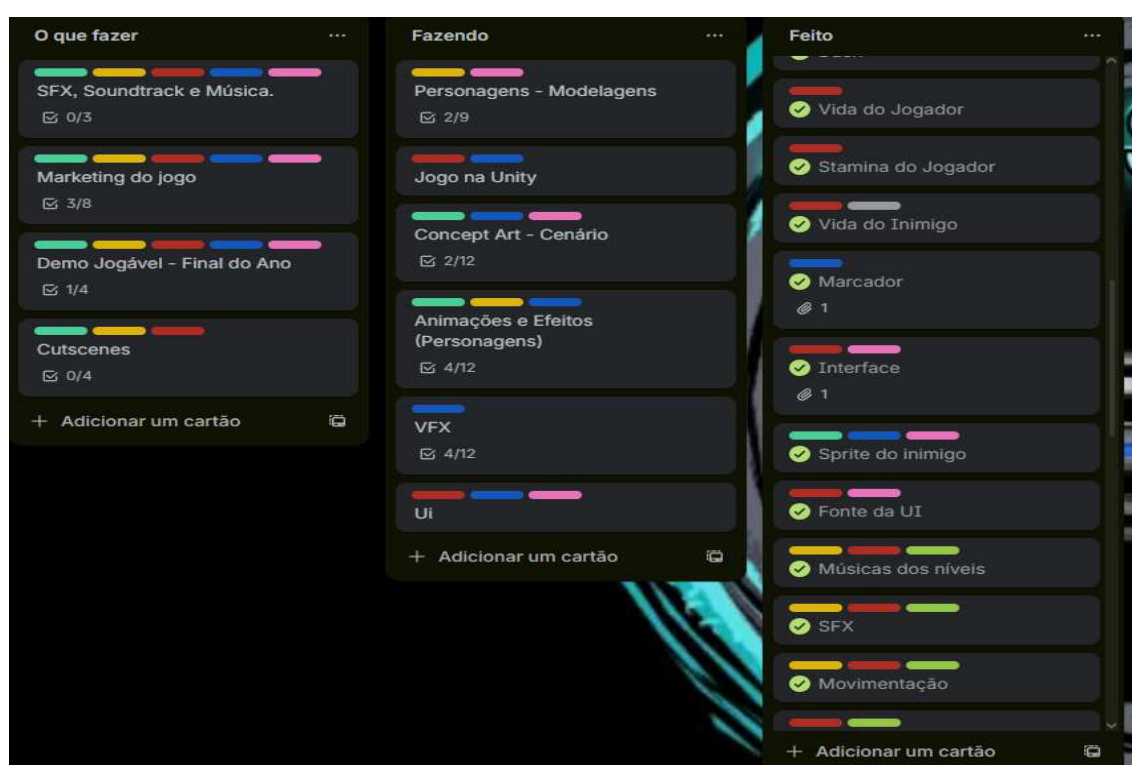 O que fazer
SFX, Soundtrack e Música.
0/3
Marketing do jogo
3/8
Demo Jogável - Final do Ano
1/4
Cutscenes
0/4
+ Adicionar um cartão
Fazendo
Personagens - Modelagens
2/9
Jogo na Unity
Concept Art - Cenário
2/12
Animações e Efeitos
(Personagens)
4/12
VFX
4/12
Ui
+ Adicionar um cartão
Feito
Vida do Jogador
Stamina do Jogador
Vida do Inimigo
Marcador
1
Interface
1
Sprite do inimigo
Fonte da UI
Músicas dos níveis
SFX
Movimentação
+ Adicionar um cartão